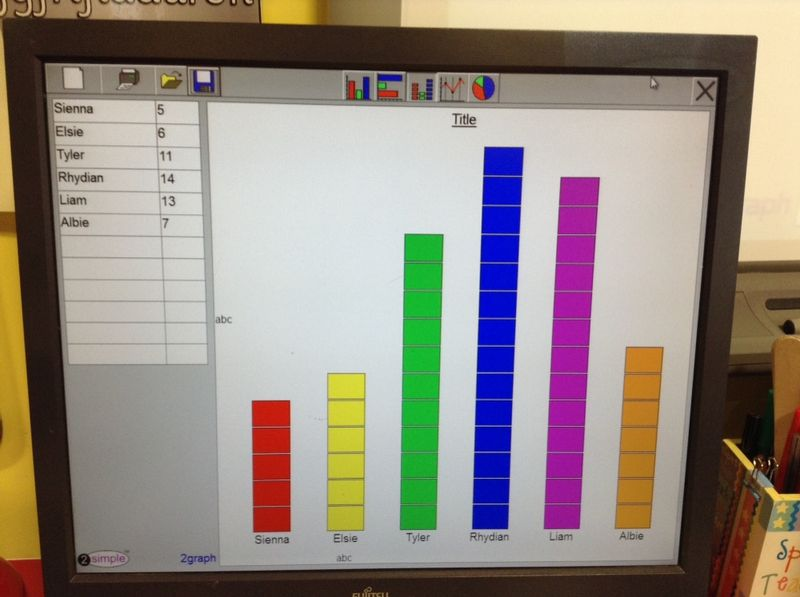 Title
Sienna 5
Elsie 6
Tyler 11
Rhydian 14
Liam 13
Albie 7
abc
Sienna Elsie Tyler Rhydian Liam Albie
abc
2simple
2graph
FUJITSU